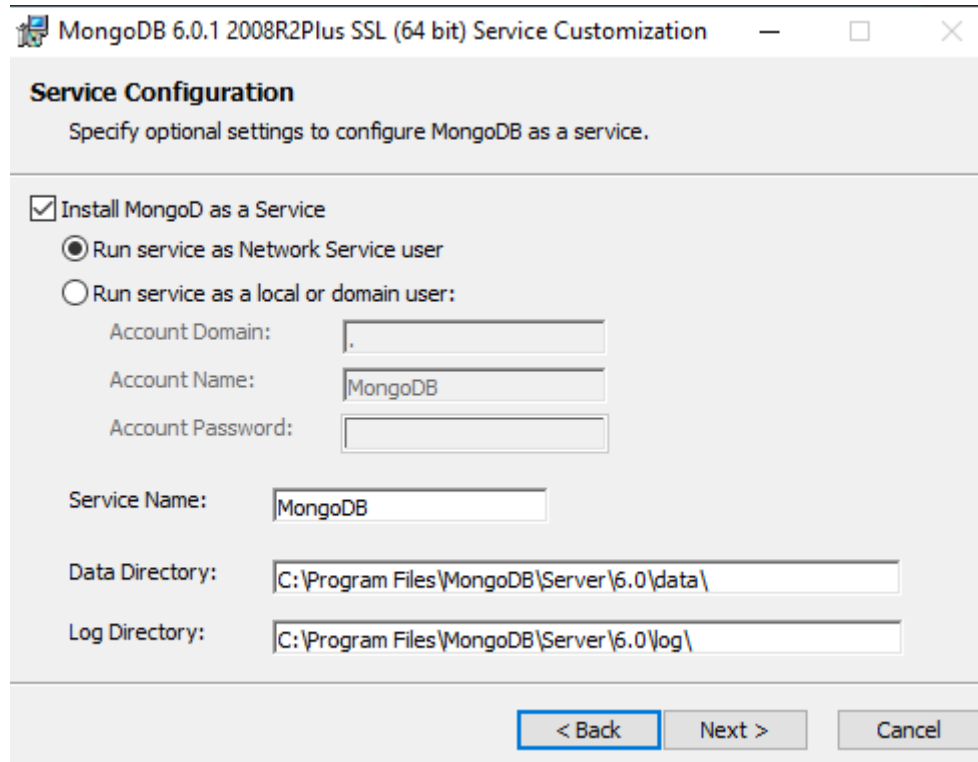 MongoDB 6.0.1 2008R2Plus SSL (64 bit) Service Customization
Service Configuration
Specify optional settings to configure MongoDB as a service.
Install MongoD as a Service
Run service as Network Service user
Run service as a local or domain user:
Account Domain: .
Account Name: MongoDB
Account Password:
Service Name: MongoDB
Data Directory: C:\Program Files\MongoDB\Server\6.0\data\
Log Directory: C:\Program Files\MongoDB\Server\6.0\log\
< Back Next > Cancel